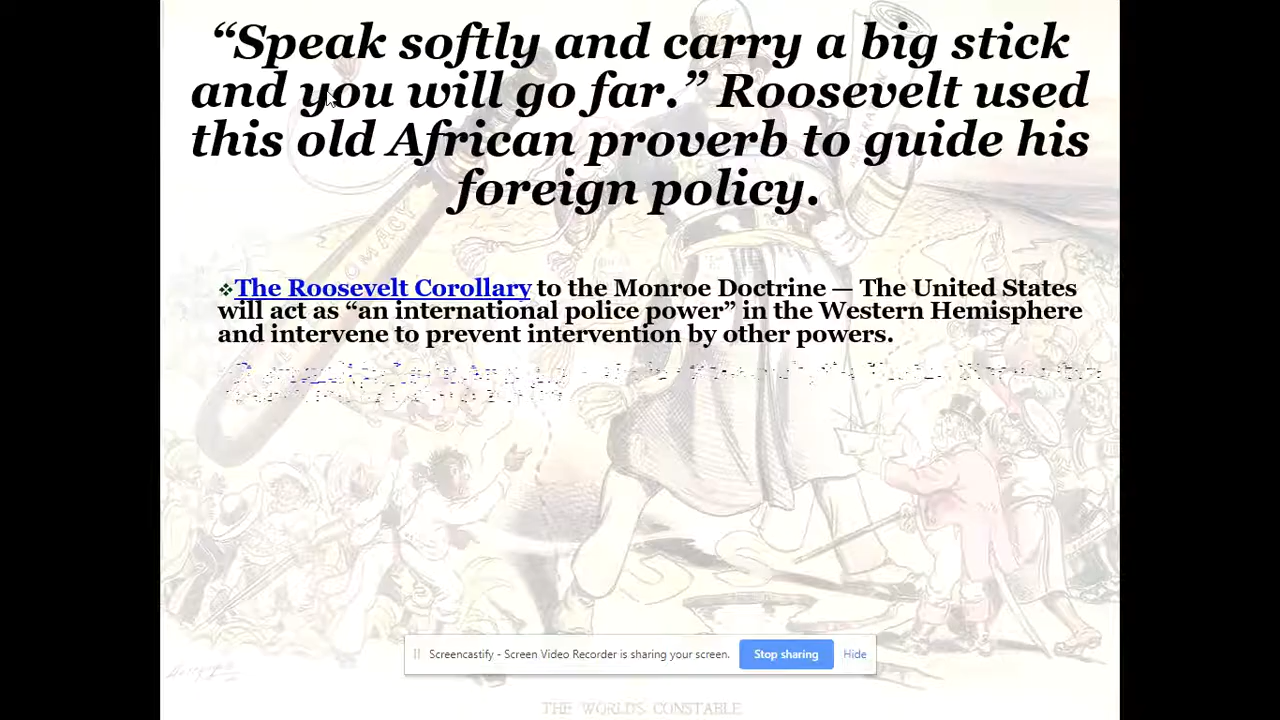 “Speak softly and carry a big stick
and you will go far.” Roosevelt used
this old African proverb to guide his
foreign policy.
❖The Roosevelt Corollary to the Monroe Doctrine — The United States
will act as “an international police power” in the Western Hemisphere
and intervene to prevent intervention by other powers.
Screencastify - Screen Video Recorder is sharing your screen. Stop sharing Hide
THE WORLD'S CONSTABLE